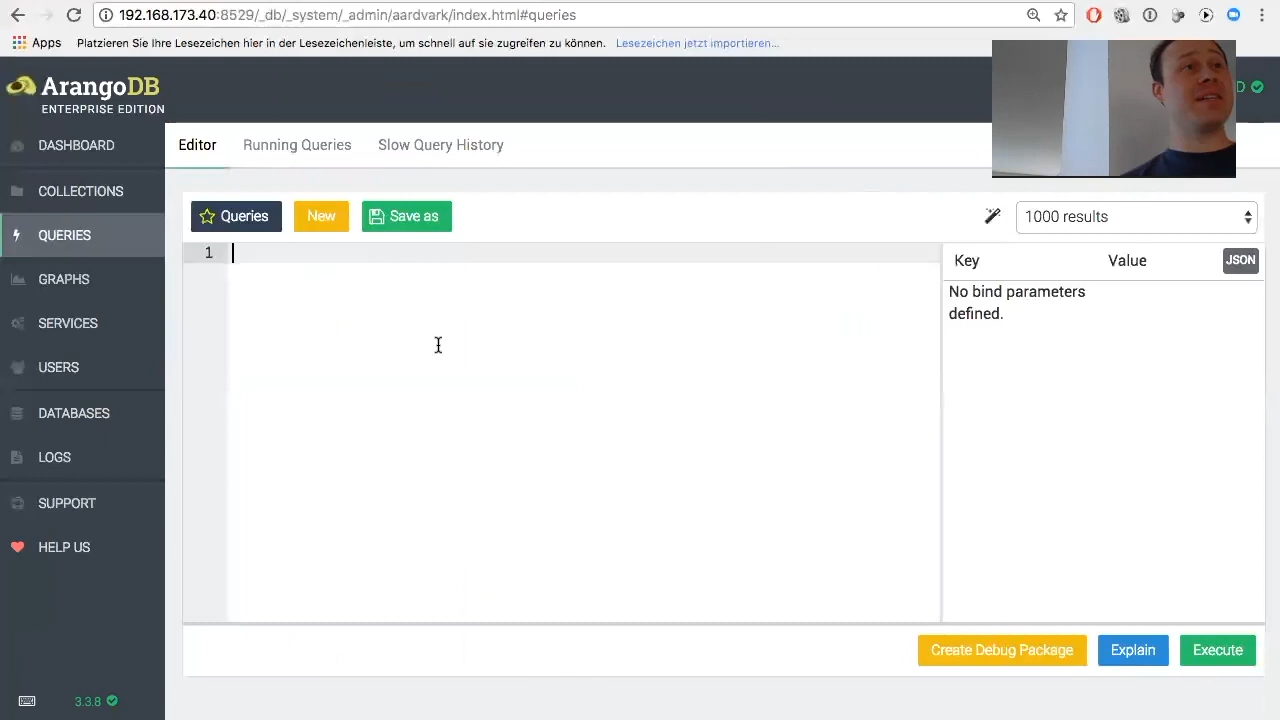 192.168.173.40:8529/_db/_system/_admin/aardvark/index.html#queries
Apps Platzieren Sie Ihre Lesezeichen hier in der Lesezeichenleiste, um schnell auf sie zugreifen zu können. Lesezeichen jetzt importieren...
ArangoDB
ENTERPRISE EDITION
D
DASHBOARD
COLLECTIONS
QUERIES
GRAPHS
SERVICES
USERS
DATABASES
LOGS
SUPPORT
HELP US
3.3.8
Editor Running Queries Slow Query History
Queries New Save as 1000 results
1
Key Value JSON
No bind parameters
defined.
Create Debug Package Explain Execute